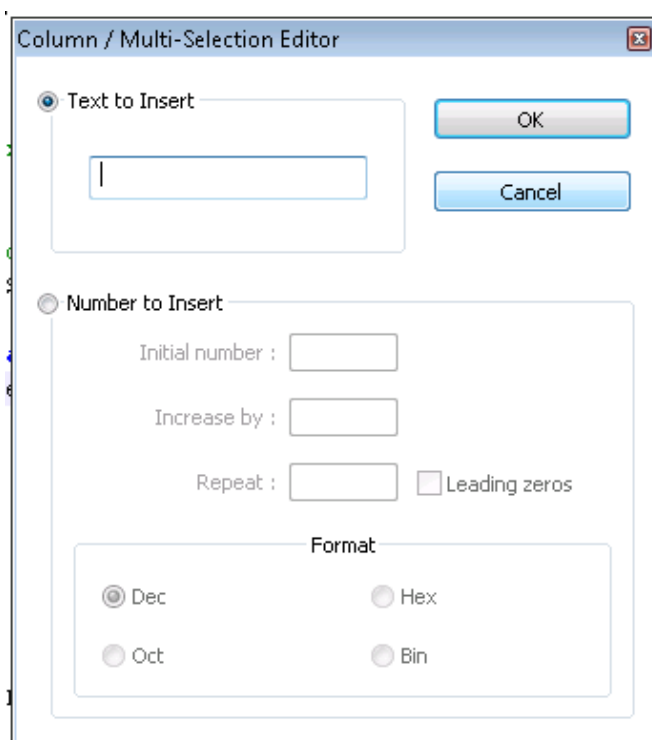 Column / Multi-Selection Editor
Text to Insert
OK
Cancel
Number to Insert
Initial number :
Increase by :
Repeat :
Leading zeros
Format
Dec
Hex
Oct
Bin